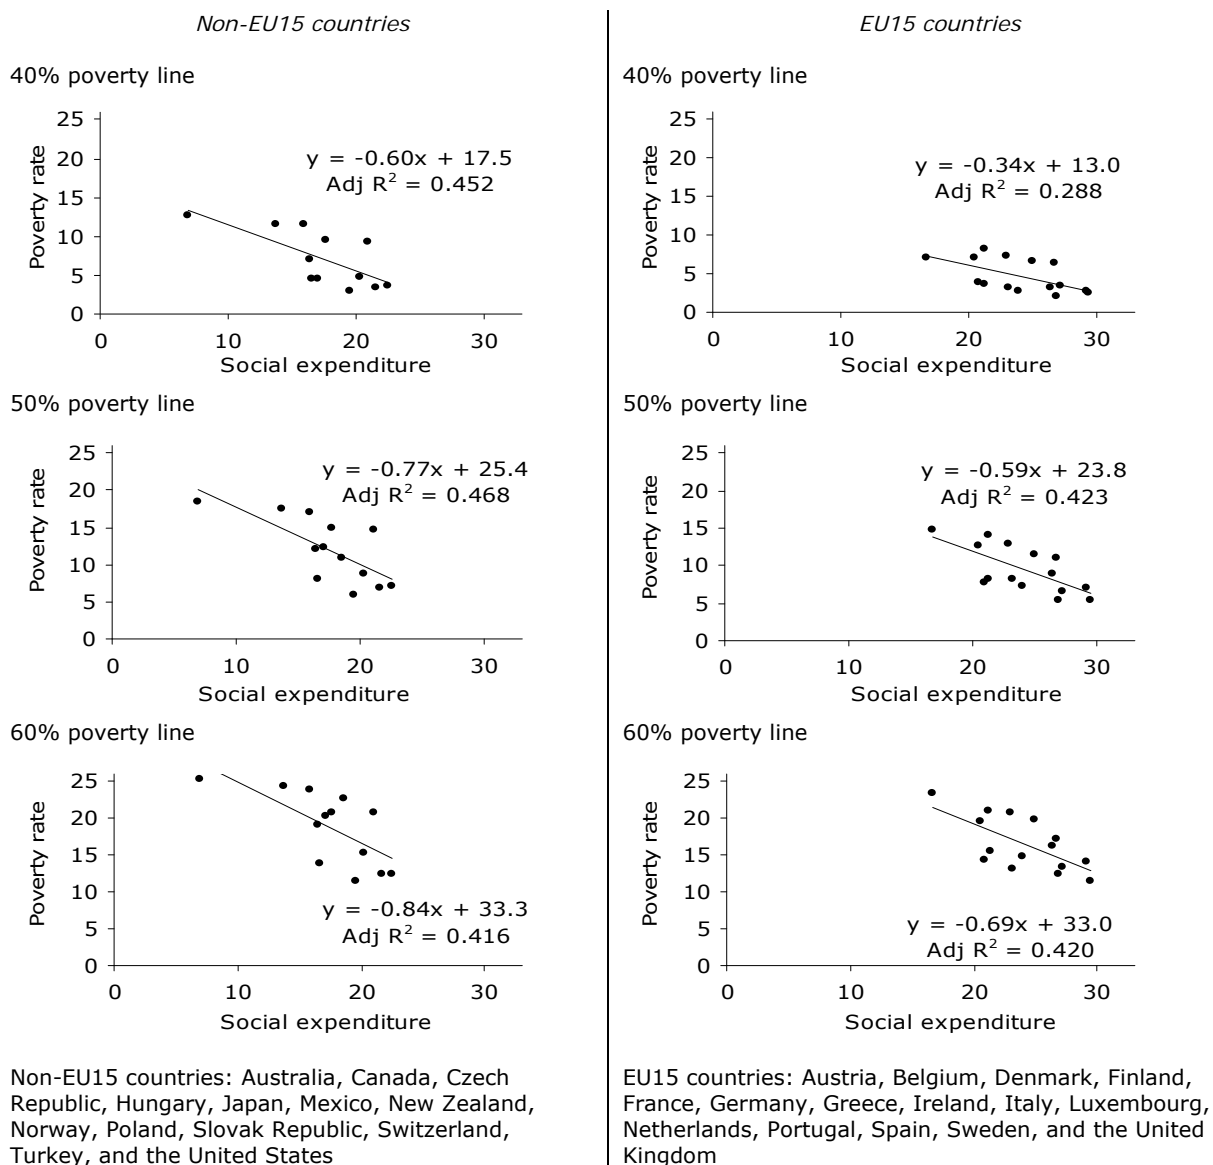 Non-EU15 countries
40% poverty line
25
20
15
10
5
0
Poverty rate
y = -0.60x + 17.5
Adj R² = 0.452
0 10 20 30
Social expenditure
50% poverty line
25
20
15
10
5
0
Poverty rate
y = -0.77x + 25.4
Adj R² = 0.468
0 10 20 30
Social expenditure
60% poverty line
25
20
15
10
5
0
Poverty rate
y = -0.84x + 33.3
Adj R² = 0.416
0 10 20 30
Social expenditure
Non-EU15 countries: Australia, Canada, Czech
Republic, Hungary, Japan, Mexico, New Zealand,
Norway, Poland, Slovak Republic, Switzerland,
Turkey, and the United States
EU15 countries
40% poverty line
25
20
15
10
5
0
Poverty rate
y = -0.34x + 13.0
Adj R² = 0.288
0 10 20 30
Social expenditure
50% poverty line
25
20
15
10
5
0
Poverty rate
y = -0.59x + 23.8
Adj R² = 0.423
0 10 20 30
Social expenditure
60% poverty line
25
20
15
10
5
0
Poverty rate
y = -0.69x + 33.0
Adj R² = 0.420
0 10 20 30
Social expenditure
EU15 countries: Austria, Belgium, Denmark, Finland,
France, Germany, Greece, Ireland, Italy, Luxembourg,
Netherlands, Portugal, Spain, Sweden, and the United
Kingdom